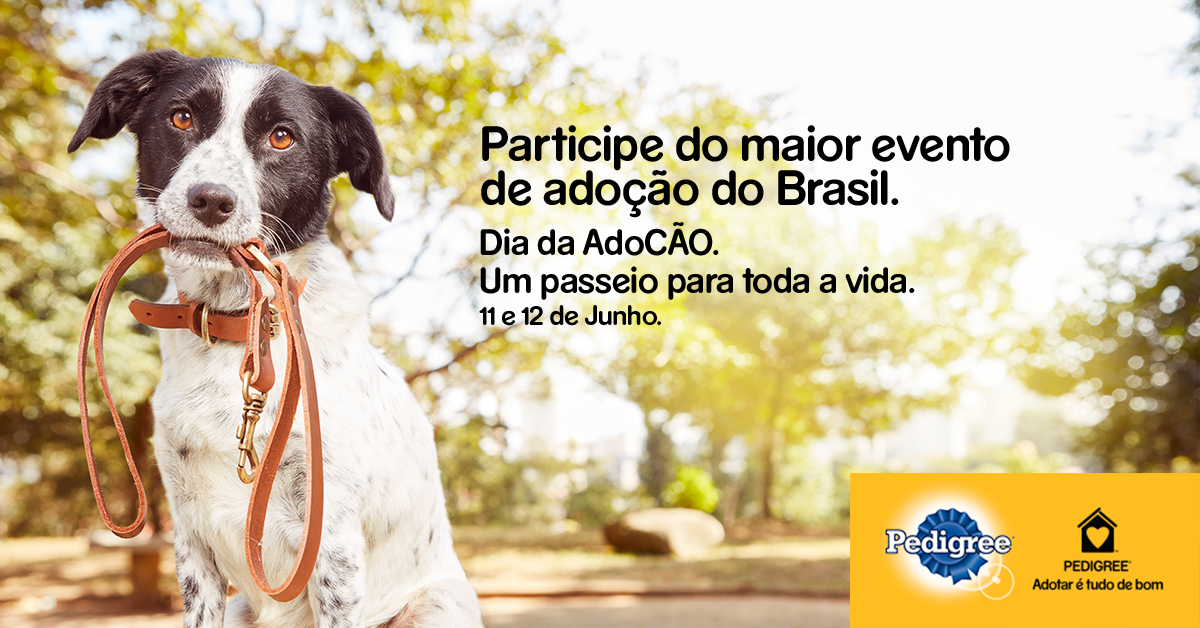 Participe do maior evento
de adoção do Brasil.
Dia da AdoCÃO.
Um passeio para toda a vida.
11 e 12 de Junho.
Pedigree
PEDIGREE
Adotar é tudo de bom